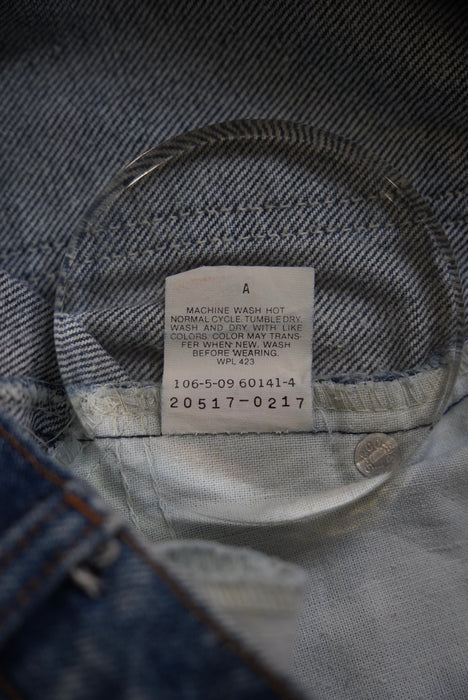 A
MACHINE WASH HOT
NORMAL CYCLE. TUMBLE DRY.
WASH AND DRY WITH LIKE
COLORS. COLOR MAY TRANS-
FER WHEN NEW. WASH
BEFORE WEARING.
WPL 423
106-5-09 60141-4
20517-0217